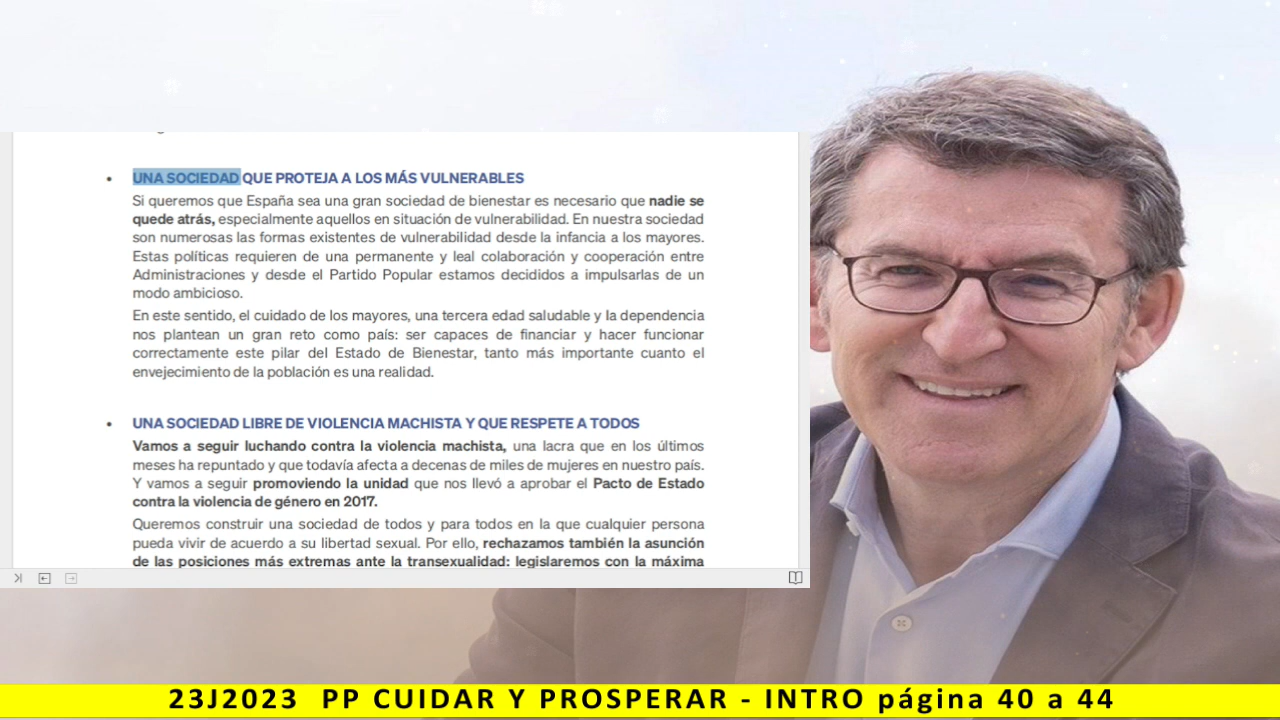 • UNA SOCIEDAD QUE PROTEJA A LOS MÁS VULNERABLES
Si queremos que España sea una gran sociedad de bienestar es necesario que nadie se
quede atrás, especialmente aquellos en situación de vulnerabilidad. En nuestra sociedad
son numerosas las formas existentes de vulnerabilidad desde la infancia a los mayores.
Estas políticas requieren de una permanente y leal colaboración y cooperación entre
Administraciones y desde el Partido Popular estamos decididos a impulsarlas de un
modo ambicioso.
En este sentido, el cuidado de los mayores, una tercera edad saludable y la dependencia
nos plantean un gran reto como país: ser capaces de financiar y hacer funcionar
correctamente este pilar del Estado de Bienestar, tanto más importante cuanto el
envejecimiento de la población es una realidad.
• UNA SOCIEDAD LIBRE DE VIOLENCIA MACHISTA Y QUE RESPETE A TODOS
Vamos a seguir luchando contra la violencia machista, una lacra que en los últimos
meses ha repuntado y que todavía afecta a decenas de miles de mujeres en nuestro país.
Y vamos a seguir promoviendo la unidad que nos llevó a aprobar el Pacto de Estado
contra la violencia de género en 2017.
Queremos construir una sociedad de todos y para todos en la que cualquier persona
pueda vivir de acuerdo a su libertad sexual. Por ello, rechazamos también la asunción
de las posiciones más extremas ante la transexualidad: legislaremos con la máxima
23J2023 PP CUIDAR Y PROSPERAR - INTRO página 40 a 44